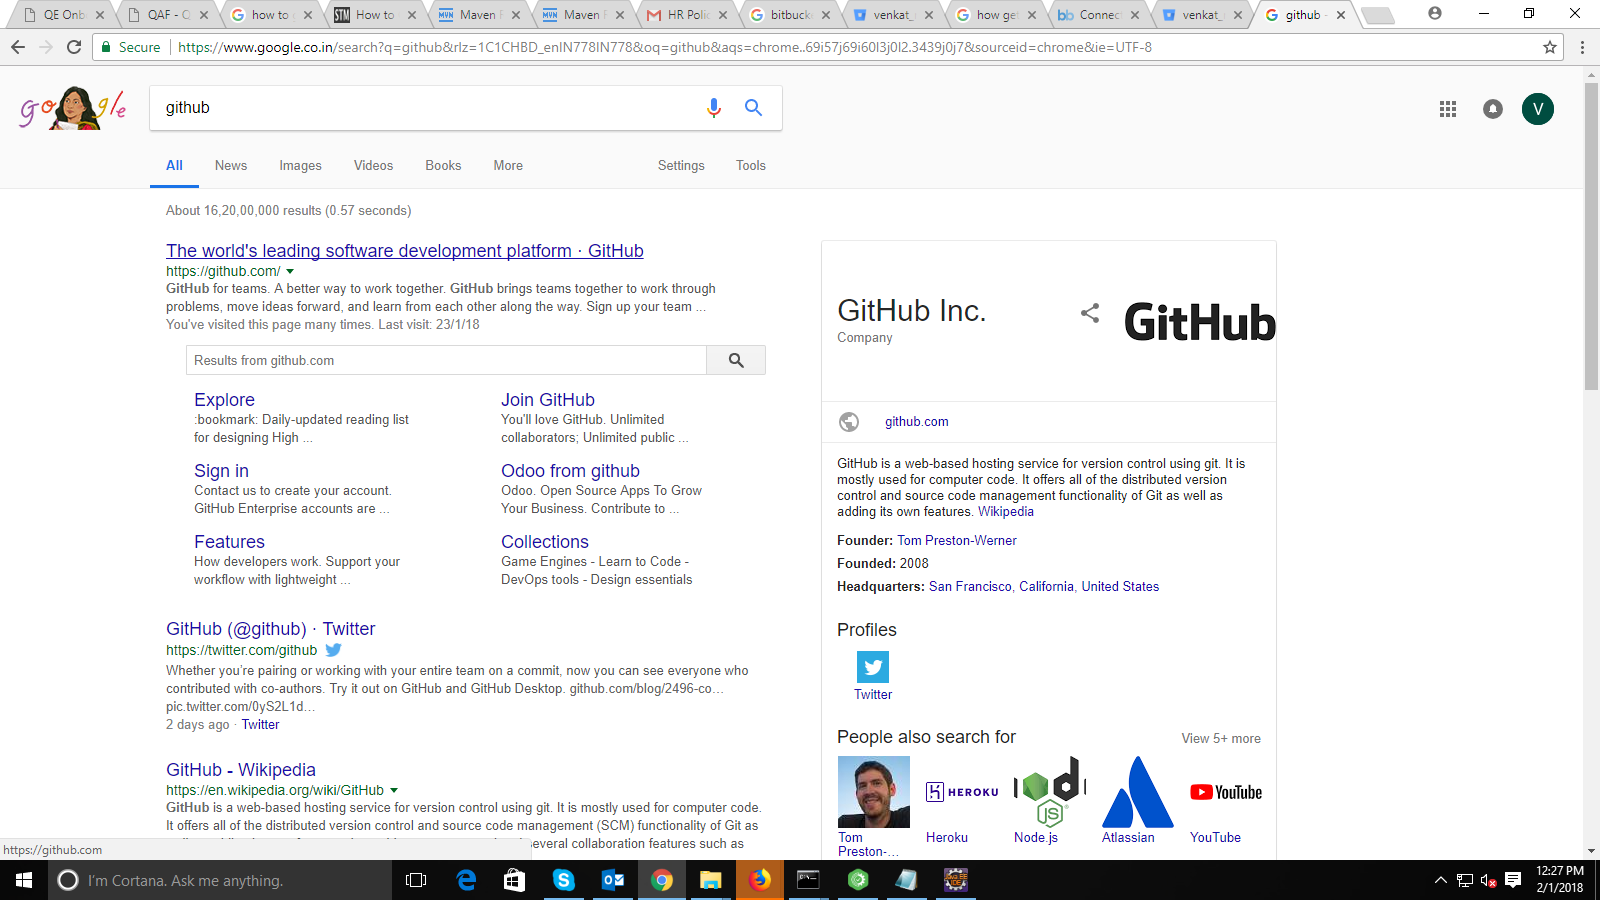 QE Onb
QAF - Q
how to
How to
Maven F
Maven F
HR Polic
bitbuck
venkat_
how get
Connect
venkat_
github -
Secure
https://www.google.co.in/search?q=github&rlz=1C1CHBD_enIN778IN778&oq=github&aqs=chrome..69i57j69i60l3j0l2.3439j0j7&sourceid=chrome&ie=UTF-8
github
V
All News Images Videos Books More Settings Tools
About 16,20,00,000 results (0.57 seconds)
The world's leading software development platform · GitHub
https://github.com/
GitHub for teams. A better way to work together. GitHub brings teams together to work through
problems, move ideas forward, and learn from each other along the way. Sign up your team ...
You've visited this page many times. Last visit: 23/1/18
Results from github.com
Explore
:bookmark: Daily-updated reading list
for designing High ...
Join GitHub
You'll love GitHub. Unlimited
collaborators; Unlimited public ...
Sign in
Contact us to create your account.
GitHub Enterprise accounts are ...
Odoo from github
Odoo. Open Source Apps To Grow
Your Business. Contribute to ...
Features
How developers work. Support your
workflow with lightweight ...
Collections
Game Engines - Learn to Code -
DevOps tools - Design essentials
GitHub (@github) · Twitter
https://twitter.com/github
Whether you're pairing or working with your entire team on a commit, now you can see everyone who
contributed with co-authors. Try it out on GitHub and GitHub Desktop. github.com/blog/2496-co…
pic.twitter.com/0yS2L1d…
2 days ago · Twitter
GitHub - Wikipedia
https://en.wikipedia.org/wiki/GitHub
GitHub is a web-based hosting service for version control using git. It is mostly used for computer code.
It offers all of the distributed version control and source code management (SCM) functionality of Git as
everal collaboration features such as
https://github.com
GitHub Inc.
Company
GitHub
github.com
GitHub is a web-based hosting service for version control using git. It is
mostly used for computer code. It offers all of the distributed version
control and source code management functionality of Git as well as
adding its own features. Wikipedia
Founder: Tom Preston-Werner
Founded: 2008
Headquarters: San Francisco, California, United States
Profiles
Twitter
People also search for
View 5+ more
HEROKU
YouTube
Tom
Preston-…
Heroku
Node.js
Atlassian
YouTube
I'm Cortana. Ask me anything.
12:27 PM
2/1/2018